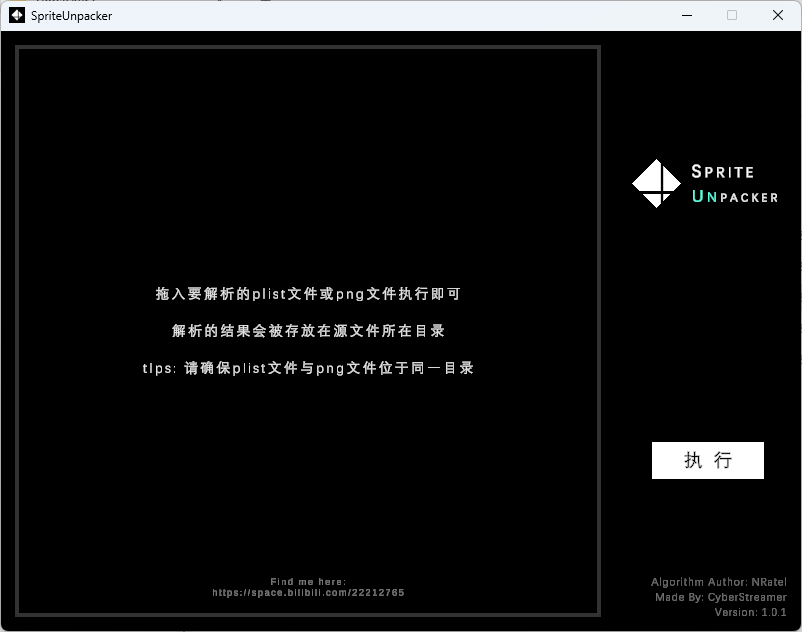 SpriteUnpacker
SPRITE
UNPACKER
拖入要解析的plist文件或png文件执行即可
解析的结果会被存放在源文件所在目录
tips: 请确保plist文件与png文件位于同一目录
执 行
Find me here:
https://space.bilibili.com/22212765
Algorithm Author: NRatel
Made By: CyberStreamer
Version: 1.0.1